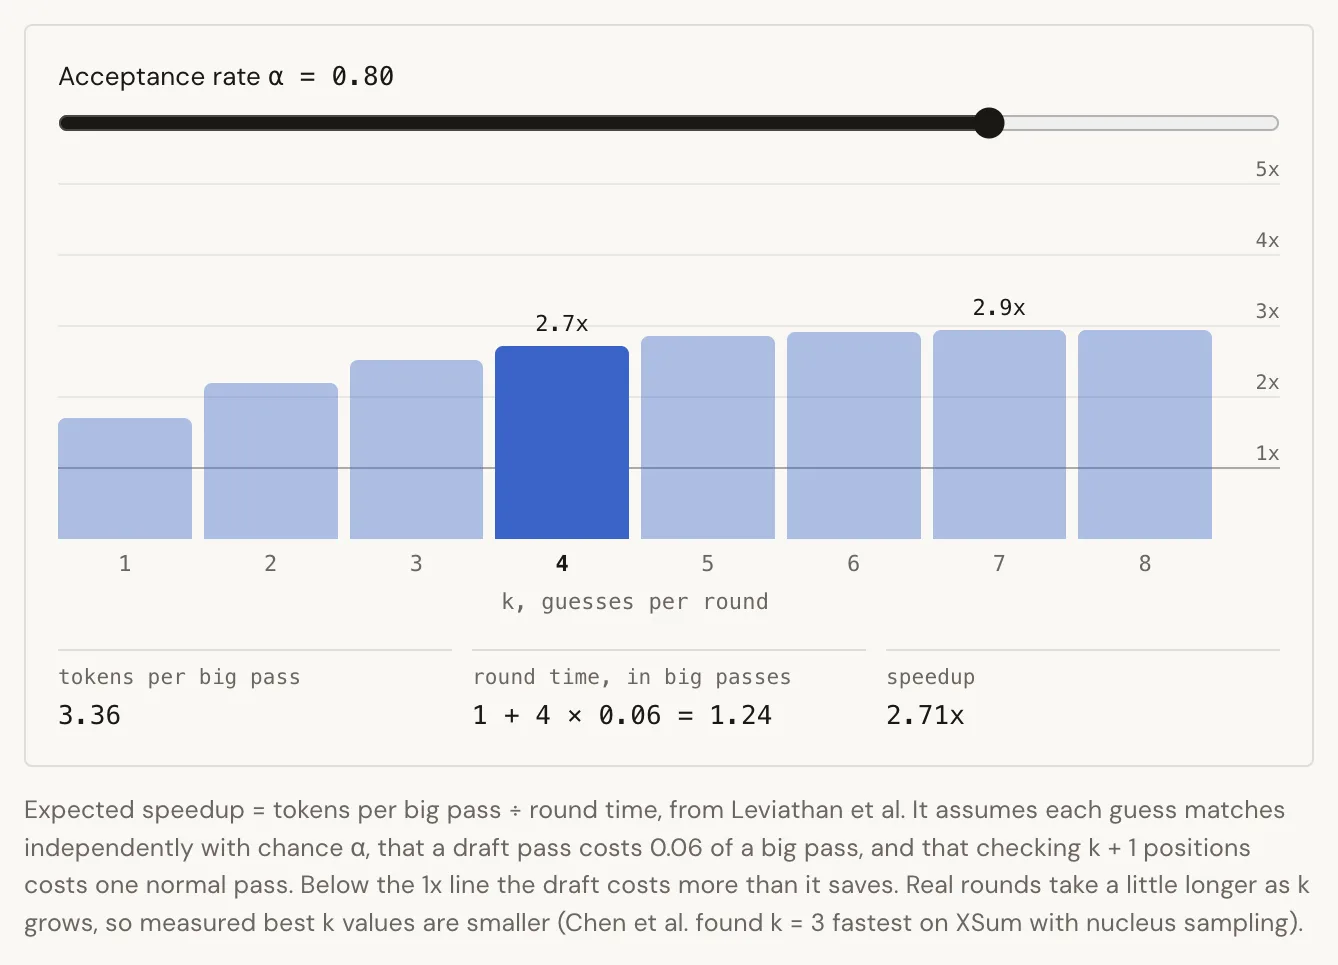 Acceptance rate α = 0.80
5x
4x
2.9x
3x
2.7x
2x
1x
1 2 3 4 5 6 7 8
k, guesses per round
tokens per big pass
3.36
round time, in big passes
1 + 4 × 0.06 = 1.24
speedup
2.71x
Expected speedup = tokens per big pass ÷ round time, from Leviathan et al. It assumes each guess matches
independently with chance α, that a draft pass costs 0.06 of a big pass, and that checking k + 1 positions
costs one normal pass. Below the 1x line the draft costs more than it saves. Real rounds take a little longer as k
grows, so measured best k values are smaller (Chen et al. found k = 3 fastest on XSum with nucleus sampling).